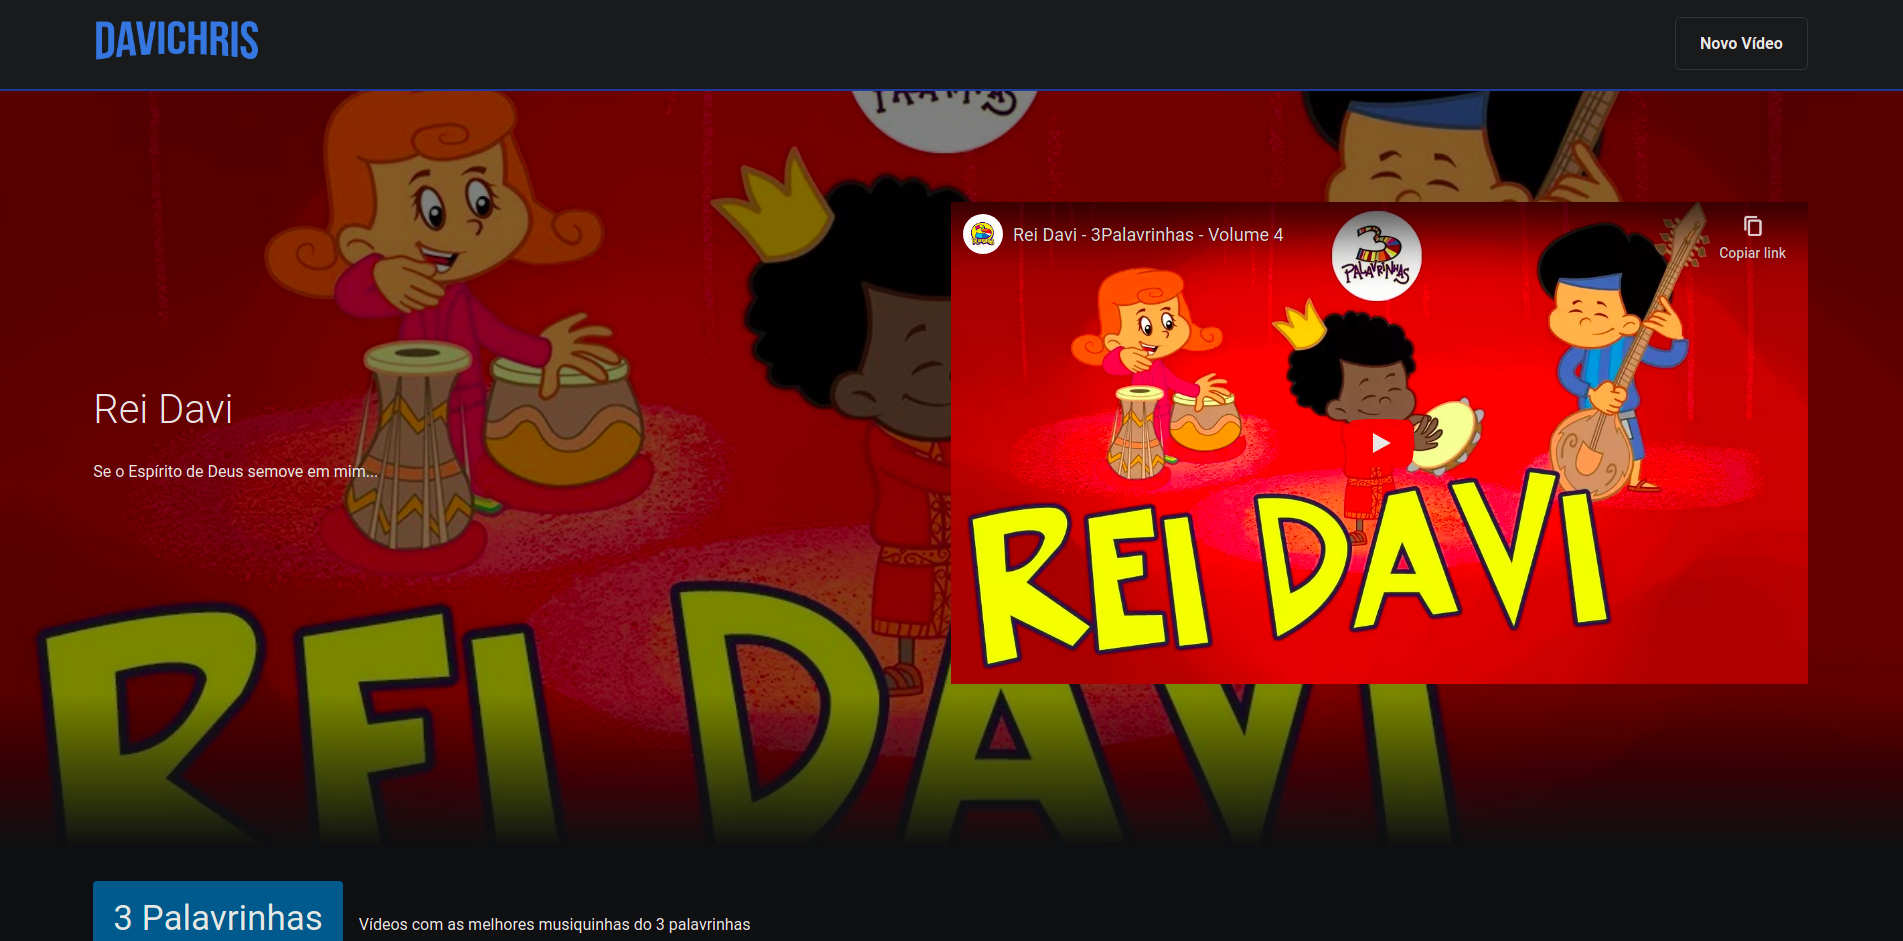 DAVICHRIS
Novo Vídeo
Rei Davi - 3Palavrinhas - Volume 4
3
PALAVRINHAS
Copiar link
Rei Davi
Se o Espírito de Deus semove em mim...
REI DAVI
REI DAVI
3 Palavrinhas
Vídeos com as melhores musiquinhas do 3 palavrinhas